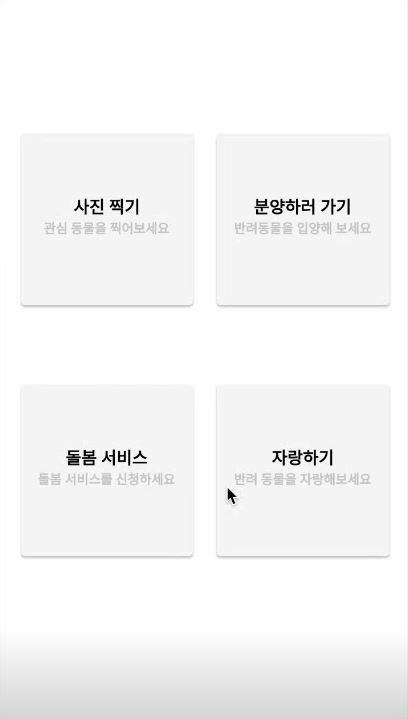 사진 찍기
관심 동물을 찍어보세요
분양하러 가기
반려동물을 입양해 보세요
돌봄 서비스
돌봄 서비스를 신청하세요
자랑하기
반려 동물을 자랑해보세요